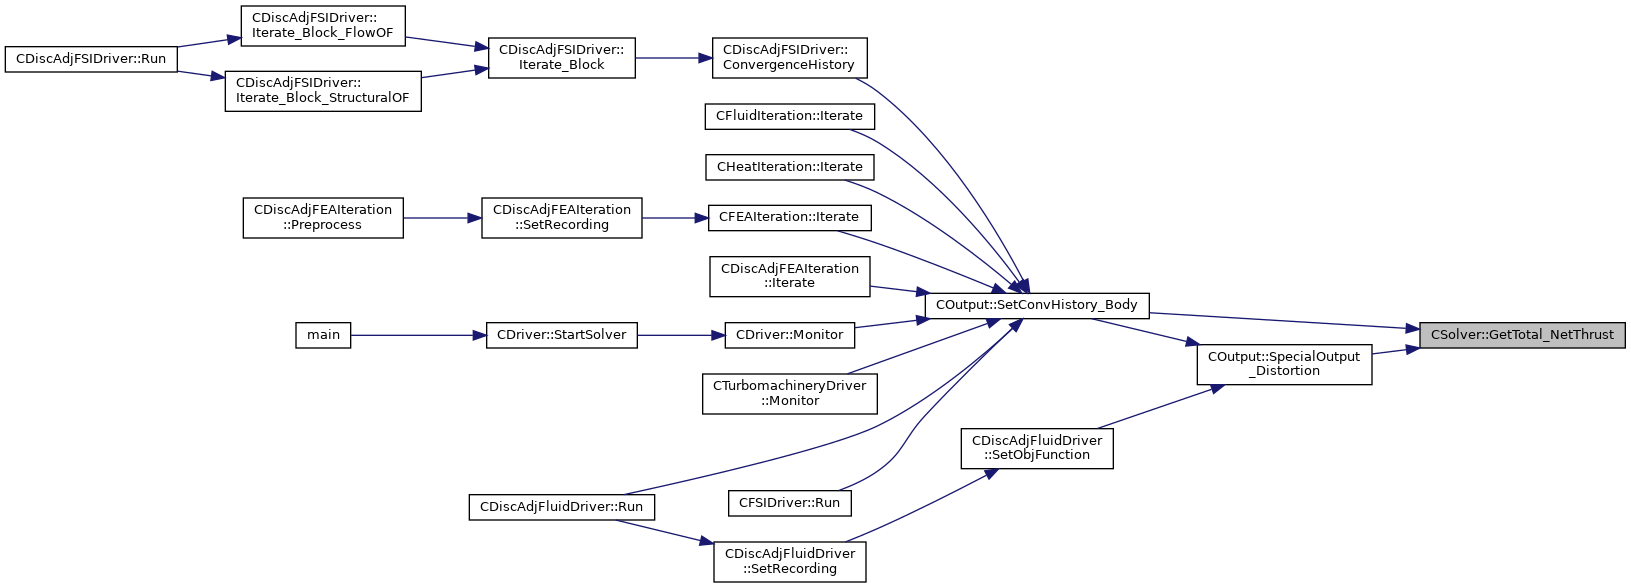 CDiscAdjFSIDriver::Run
CDiscAdjFSIDriver::
Iterate_Block_FlowOF
CDiscAdjFSIDriver::
Iterate_Block_StructuralOF
CDiscAdjFSIDriver::
Iterate_Block
CDiscAdjFSIDriver::
ConvergenceHistory
CFluidIteration::Iterate
CHeatIteration::Iterate
CDiscAdjFEAIteration
::Preprocess
CDiscAdjFEAIteration
::SetRecording
CFEAIteration::Iterate
CDiscAdjFEAIteration
::Iterate
main
CDriver::StartSolver
CDriver::Monitor
CTurbomachineryDriver
::Monitor
COutput::SetConvHistory_Body
CSolver::GetTotal_NetThrust
COutput::SpecialOutput
_Distortion
CDiscAdjFluidDriver
::SetObjFunction
CDiscAdjFluidDriver::Run
CFSIDriver::Run
CDiscAdjFluidDriver
::SetRecording